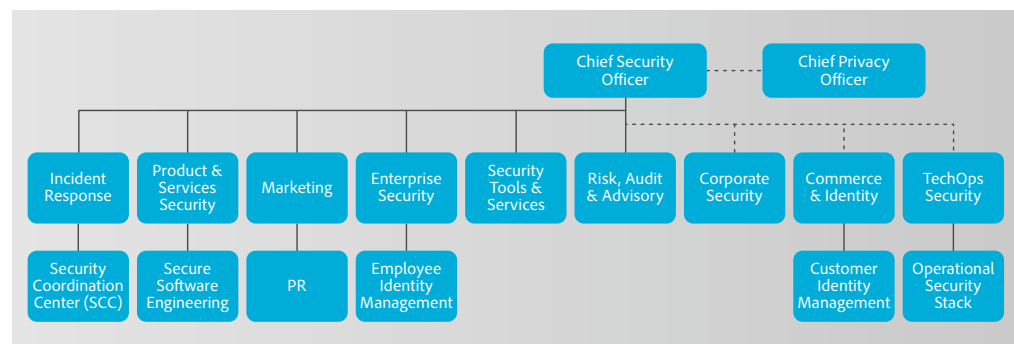 Chief Security
Officer
Chief Privacy
Officer
Incident
Response
Product &
Services
Security
Marketing
Enterprise
Security
Security
Tools &
Services
Risk, Audit
& Advisory
Corporate
Security
Commerce
& Identity
TechOps
Security
Security
Coordination
Center (SCC)
Secure
Software
Engineering
PR
Employee
Identity
Management
Customer
Identity
Management
Operational
Security
Stack